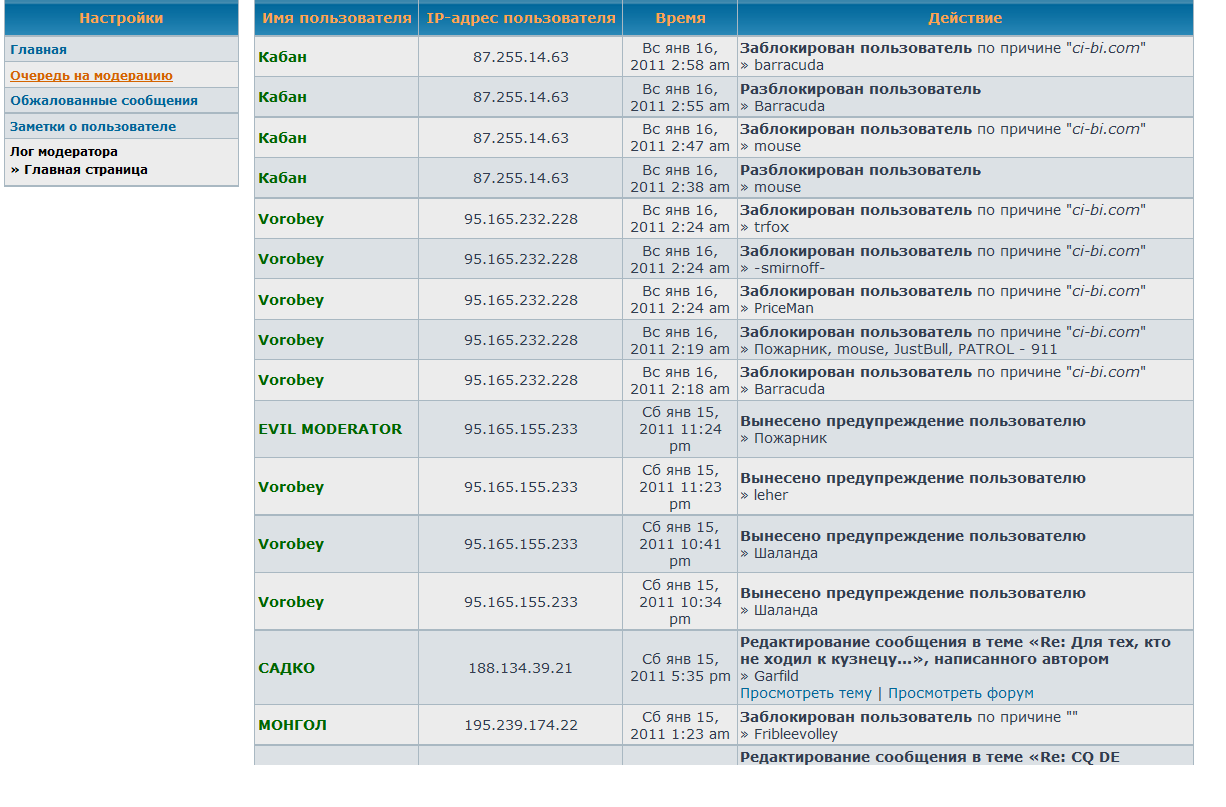 Настройки
Главная
Очередь на модерацию
Обжалованные сообщения
Заметки о пользователе
Лог модератора
» Главная страница
Имя пользователя IP-адрес пользователя Время Действие
Кабан 87.255.14.63 Вс янв 16, 2011 2:58 am Заблокирован пользователь по причине "ci-bi.com"
» barracuda
Кабан 87.255.14.63 Вс янв 16, 2011 2:55 am Разблокирован пользователь
» Barracuda
Кабан 87.255.14.63 Вс янв 16, 2011 2:47 am Заблокирован пользователь по причине "ci-bi.com"
» mouse
Кабан 87.255.14.63 Вс янв 16, 2011 2:38 am Разблокирован пользователь
» mouse
Vorobey 95.165.232.228 Вс янв 16, 2011 2:24 am Заблокирован пользователь по причине "ci-bi.com"
» trfox
Vorobey 95.165.232.228 Вс янв 16, 2011 2:24 am Заблокирован пользователь по причине "ci-bi.com"
» -smirnoff-
Vorobey 95.165.232.228 Вс янв 16, 2011 2:24 am Заблокирован пользователь по причине "ci-bi.com"
» PriceMan
Vorobey 95.165.232.228 Вс янв 16, 2011 2:19 am Заблокирован пользователь по причине "ci-bi.com"
» Пожарник, mouse, JustBull, PATROL - 911
Vorobey 95.165.232.228 Вс янв 16, 2011 2:18 am Заблокирован пользователь по причине "ci-bi.com"
» Barracuda
EVIL MODERATOR 95.165.155.233 Сб янв 15, 2011 11:24 pm Вынесено предупреждение пользователю
» Пожарник
Vorobey 95.165.155.233 Сб янв 15, 2011 11:23 pm Вынесено предупреждение пользователю
» leher
Vorobey 95.165.155.233 Сб янв 15, 2011 10:41 pm Вынесено предупреждение пользователю
» Шаланда
Vorobey 95.165.155.233 Сб янв 15, 2011 10:34 pm Вынесено предупреждение пользователю
» Шаланда
САДКО 188.134.39.21 Сб янв 15, 2011 5:35 pm Редактирование сообщения в теме «Re: Для тех, кто
не ходил к кузнецу...», написанного автором
» Garfild
Просмотреть тему | Просмотреть форум
МОНГОЛ 195.239.174.22 Сб янв 15, 2011 1:23 am Заблокирован пользователь по причине ""
» Fribleevolley
Редактирование сообщения в теме «Re: CQ DE